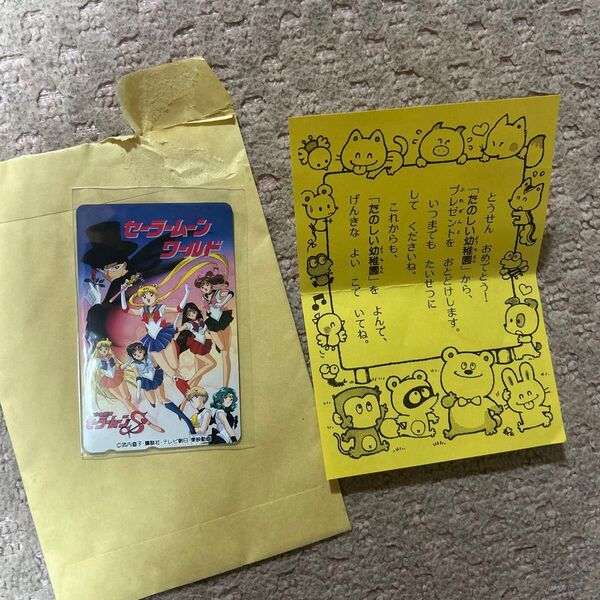 セーラームーン
ワールド
美少女戦士
セーラームーンS
©武内直子・講談社・テレビ朝日・東映動画
とうせん おめでとう!
「たのしい幼稚園」から、
プレゼントを おとどけします。
いつまでも たいせつに
して くださいね。
これからも、
「たのしい幼稚園」を よんで、
げんきな よい こで いてね。